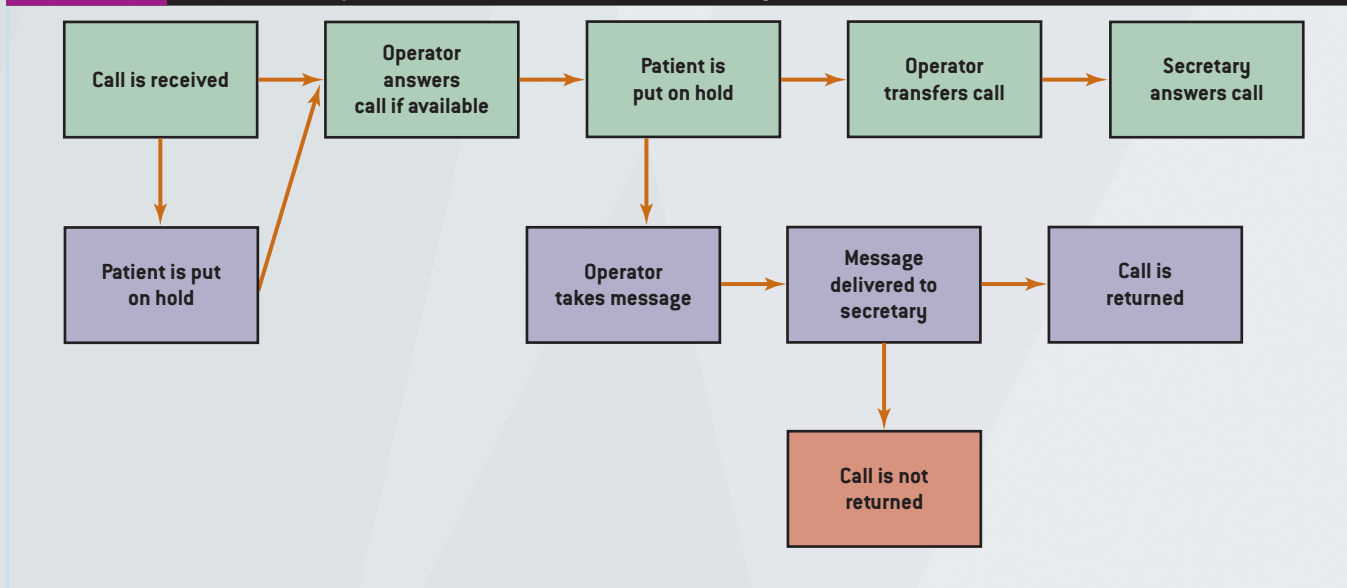 Call is received
Operator
answers
call if available
Patient is
put on hold
Operator
transfers call
Secretary
answers call
Patient is put
on hold
Operator
takes message
Message
delivered to
secretary
Call is
returned
Call is not
returned